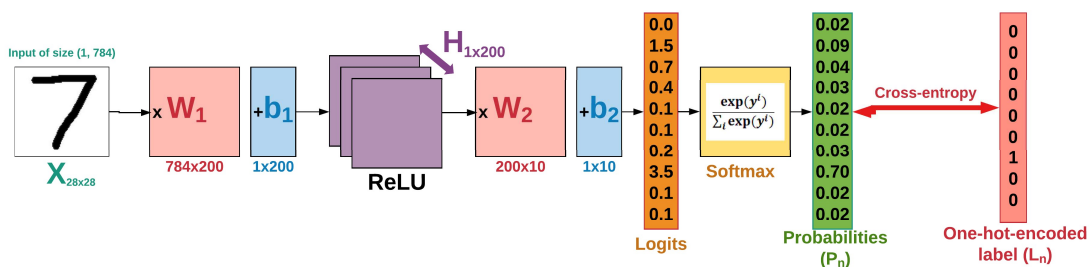 Input of size (1, 784)
X28x28
x W1
784x200
+b1
1x200
ReLU
H1x200
x W2
200x10
+b2
1x10
0.0
1.5
0.7
0.4
0.1
0.1
0.2
3.5
0.1
0.1
Logits
exp(yⁱ)
∑ᵢ exp(yⁱ)
Softmax
0.02
0.09
0.04
0.03
0.02
0.02
0.03
0.70
0.02
0.02
Probabilities
(Pn)
Cross-entropy
0
0
0
0
0
0
1
0
0
One-hot-encoded
label (Ln)